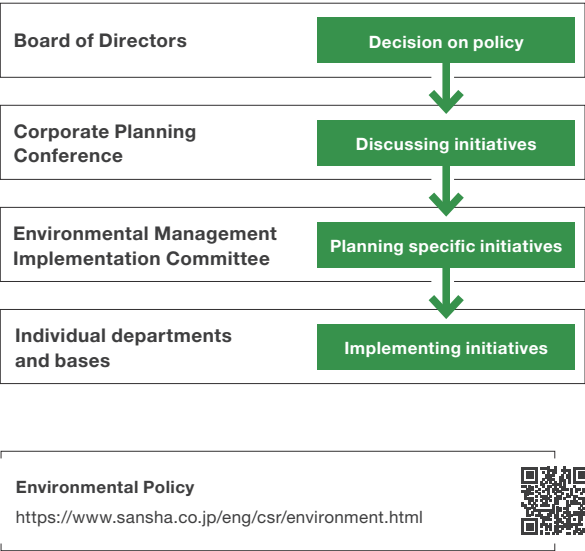 Board of Directors
Decision on policy
Corporate Planning
Conference
Discussing initiatives
Environmental Management
Implementation Committee
Planning specific initiatives
Individual departments
and bases
Implementing initiatives
Environmental Policy
https://www.sansha.co.jp/eng/csr/environment.html